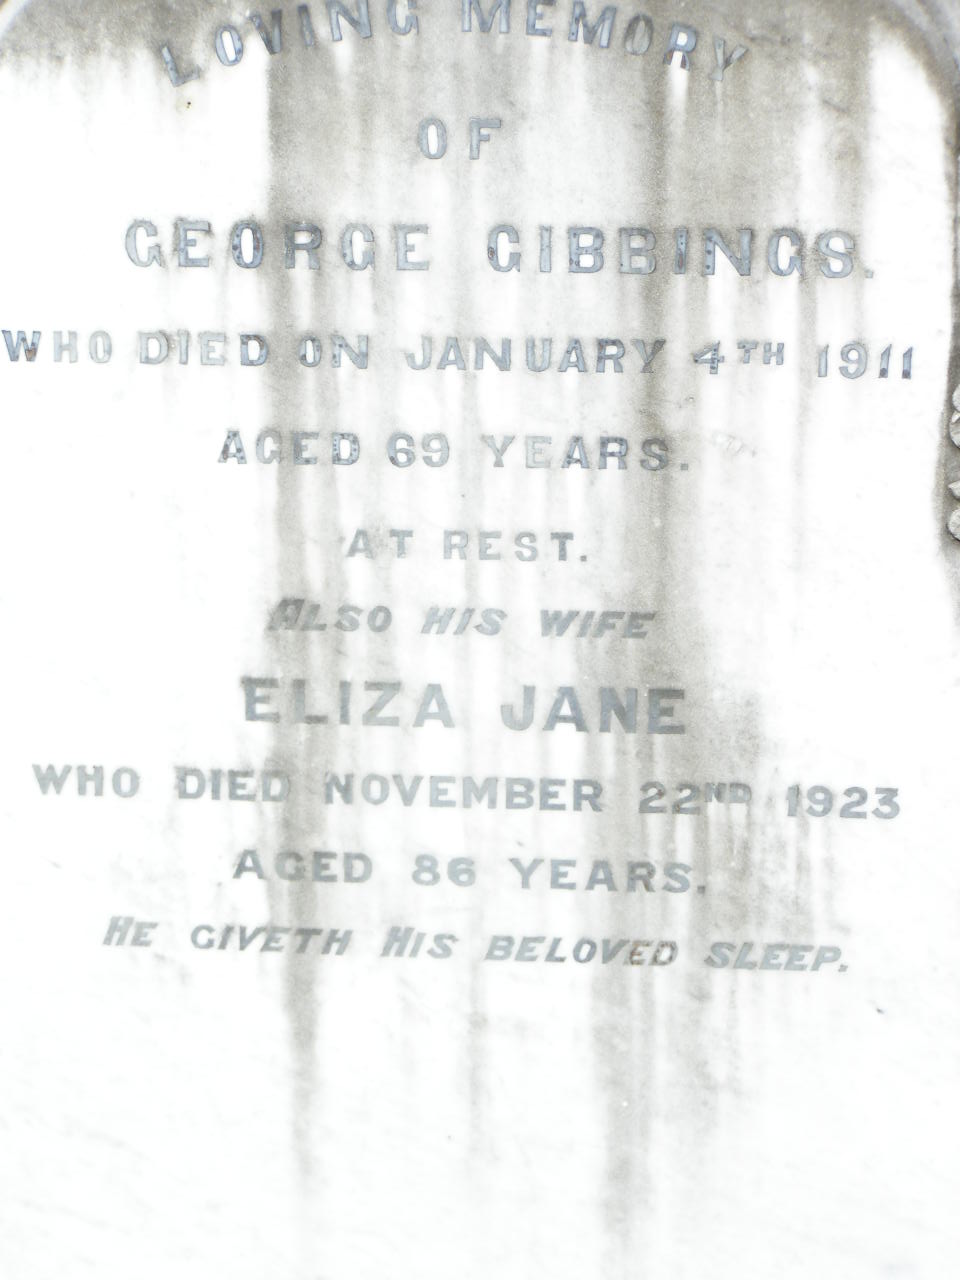 LOVING MEMORY
OF
GEORGE GIBBINGS.
WHO DIED ON JANUARY 4TH 1911
AGED 69 YEARS.
AT REST.
ALSO HIS WIFE
ELIZA JANE
WHO DIED NOVEMBER 22ND 1923
AGED 86 YEARS.
HE GIVETH HIS BELOVED SLEEP.